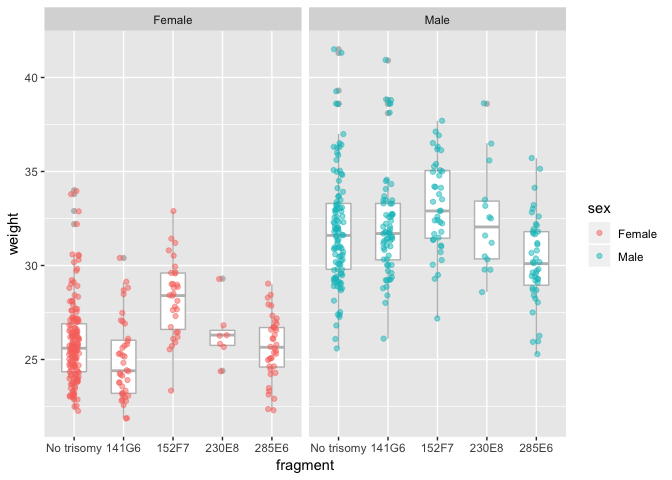 Female Male
40
35
30
25
weight
No trisomy 141G6 152F7 230E8 285E6 No trisomy 141G6 152F7 230E8 285E6
fragment
sex
Female
Male